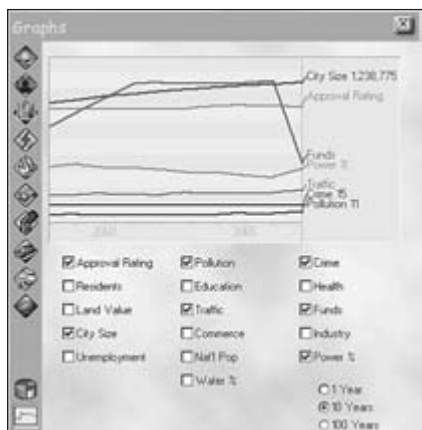 Graphs
City Size 1,238,775
Approval Rating
Funds
Power %
Traffic
Crime 15
Pollution 11
2000
Approval Rating Pollution Crime
Residents Education Health
Land Value Traffic Funds
City Size Commerce Industry
Unemployment Nat'l Pop Power %
Water %
1 Year
10 Years
100 Years